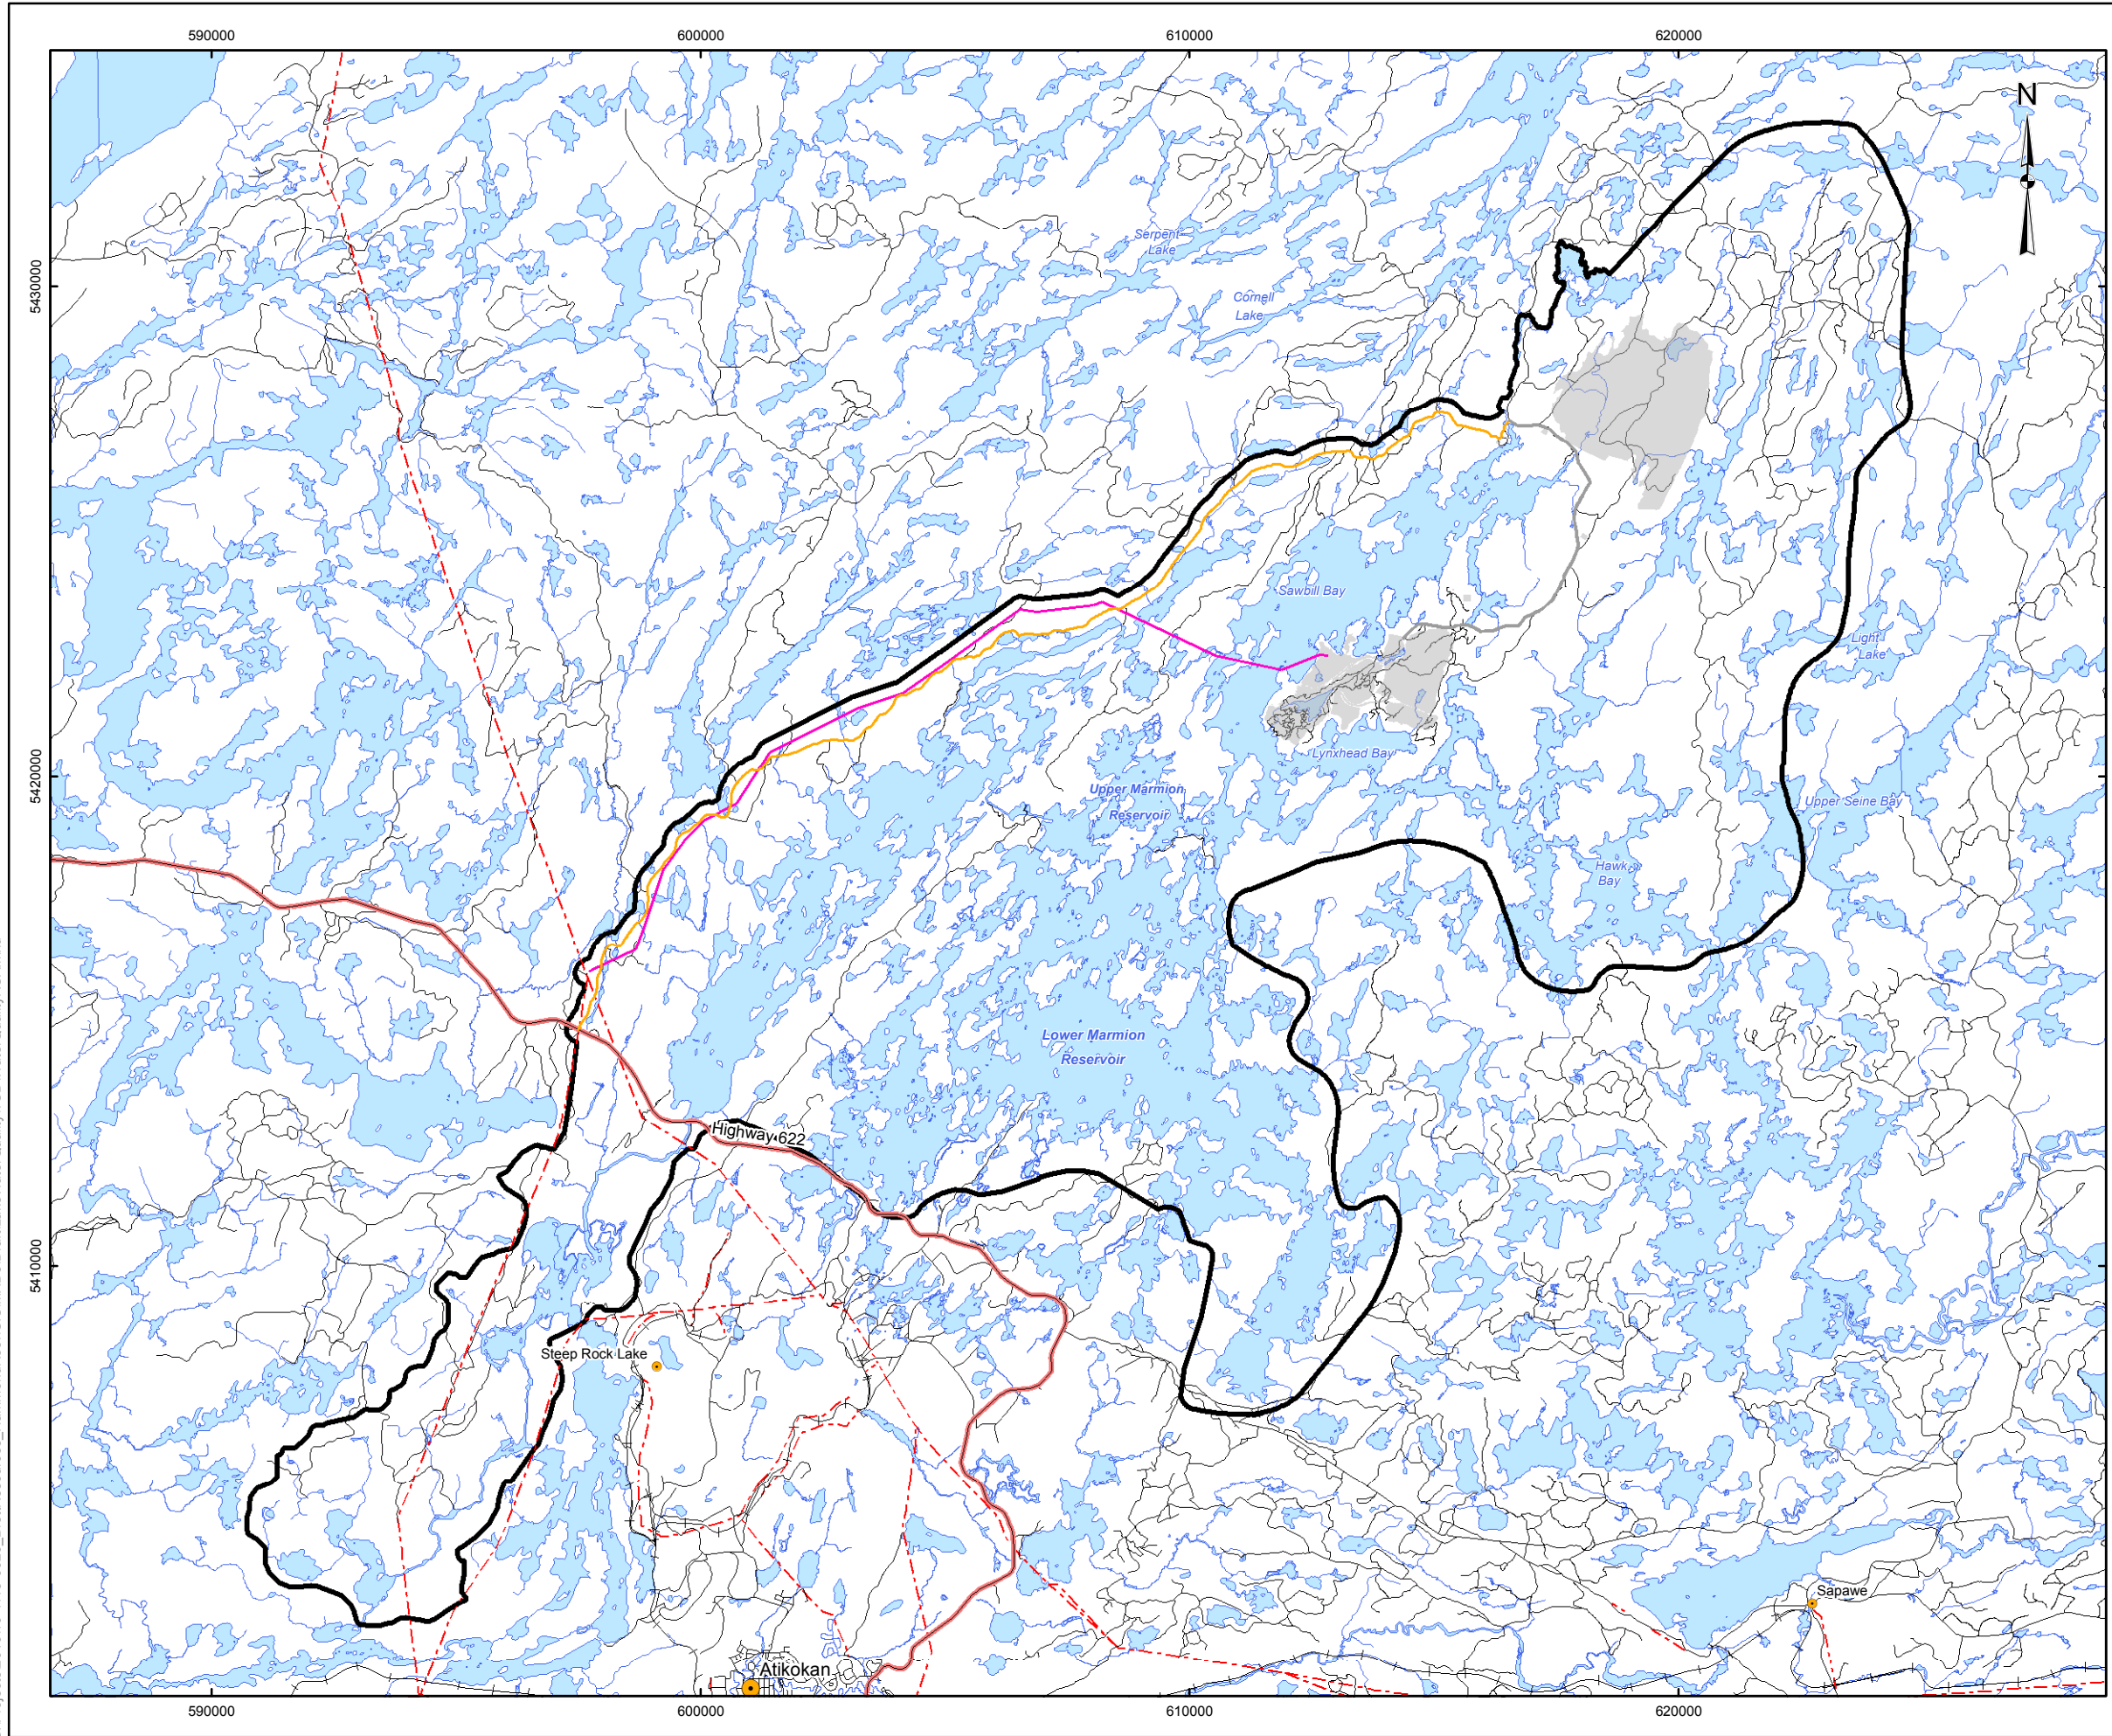 590000
600000
610000
620000
N
Serpent
Lake
5430000
Cornell
Lake
Sawbill Bay
Light
Lake
Lynxhead Bay
5420000
Upper Marmion
Reservoir
Upper Seine Bay
Hawk
Bay
Lower Marmion
Reservoir
Highway 622
5410000
Steep Rock Lake
Sapawe
Atikokan
590000
600000
610000
620000